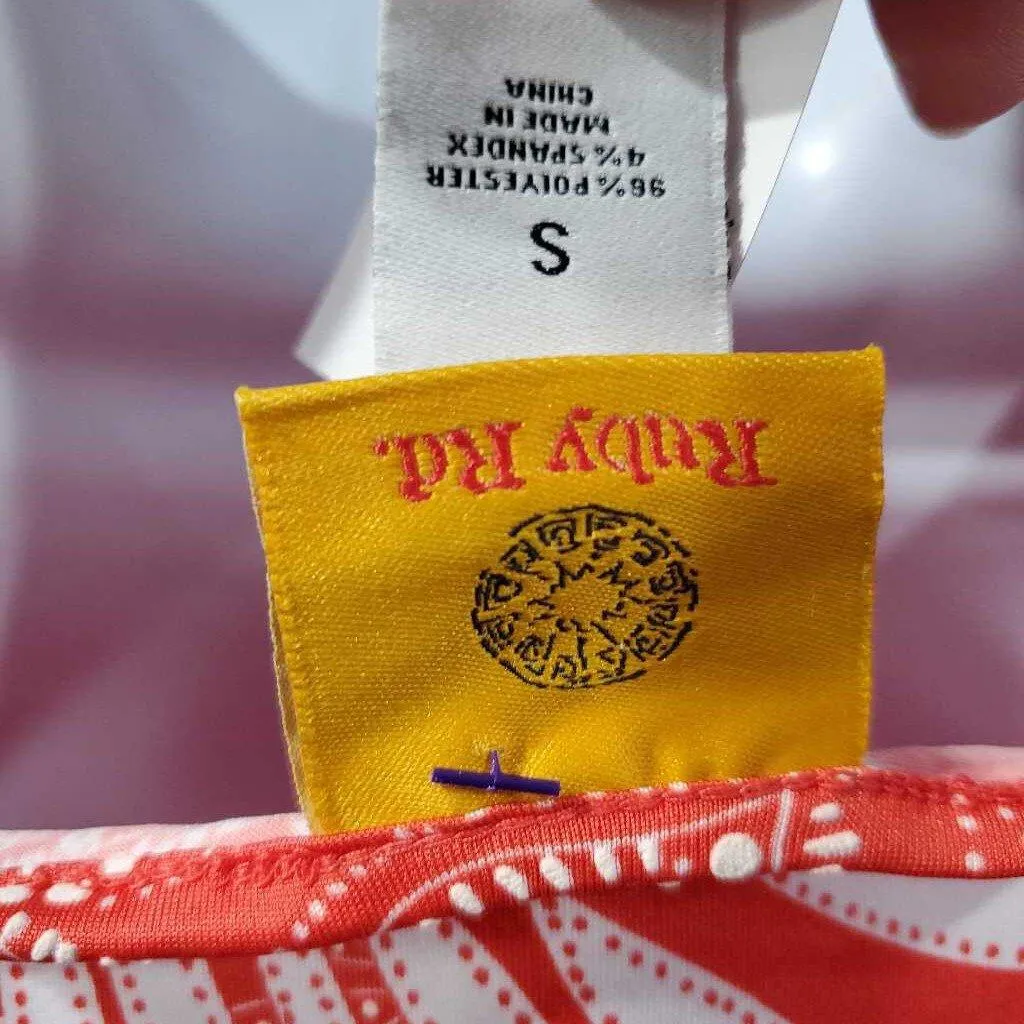 Ruby Rd.
S
96% POLYESTER
4% SPANDEX
MADE IN
CHINA